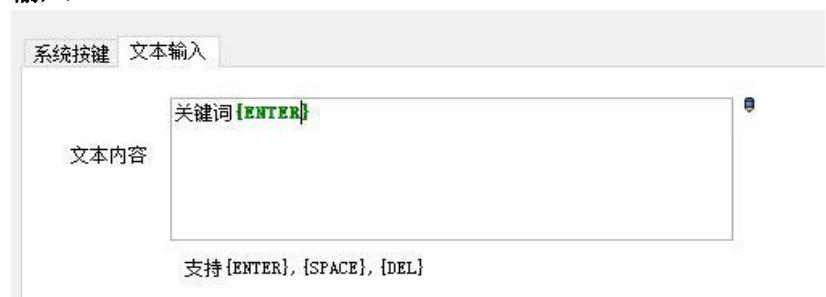 系统按键 文本输入
关键词{ENTER}
文本内容
支持{ENTER}, {SPACE}, {DEL}